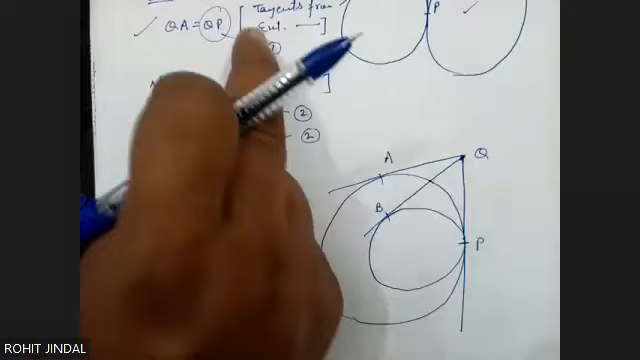 QA = QP [ Tangents from
Ext. — ]
①
]
P
②
②
A
Q
B
P
ROHIT JINDAL